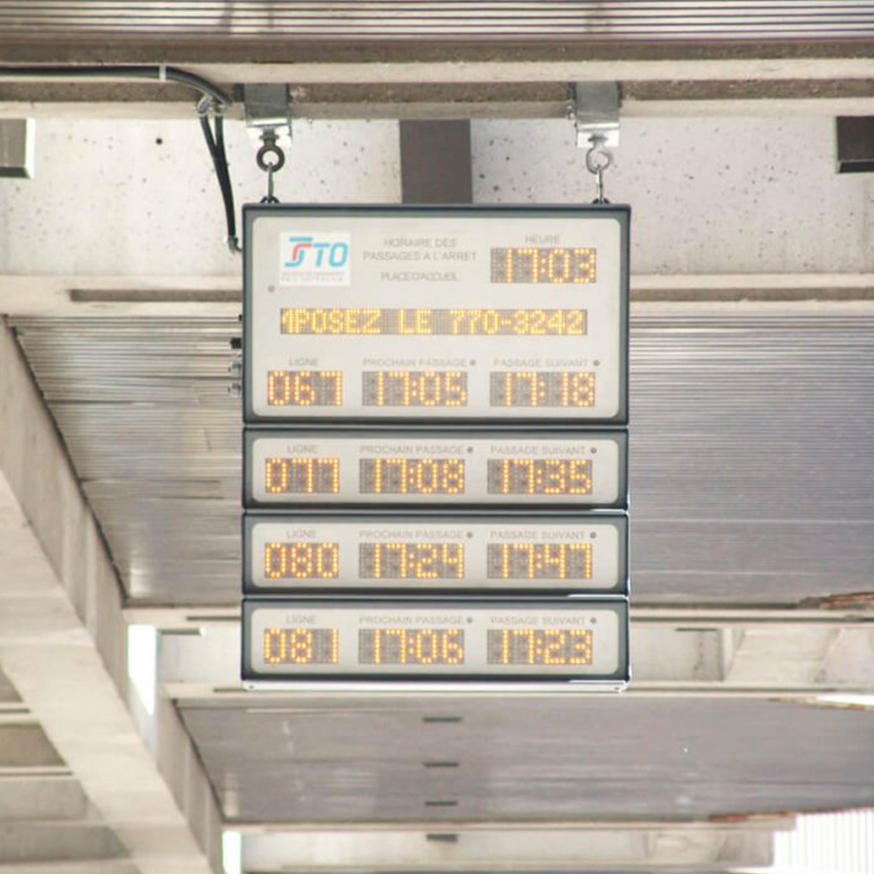 STO
HORAIRE DES
PASSAGES A L'ARRET
PLACE D'ACCUEIL
HEURE
17:03
MPOSEZ LE 770-3242
LIGNE PROCHAIN PASSAGE PASSAGE SUIVANT
067 17:05 17:18
LIGNE PROCHAIN PASSAGE PASSAGE SUIVANT
077 17:08 17:35
LIGNE PROCHAIN PASSAGE PASSAGE SUIVANT
080 17:24 17:47
LIGNE PROCHAIN PASSAGE PASSAGE SUIVANT
081 17:06 17:23